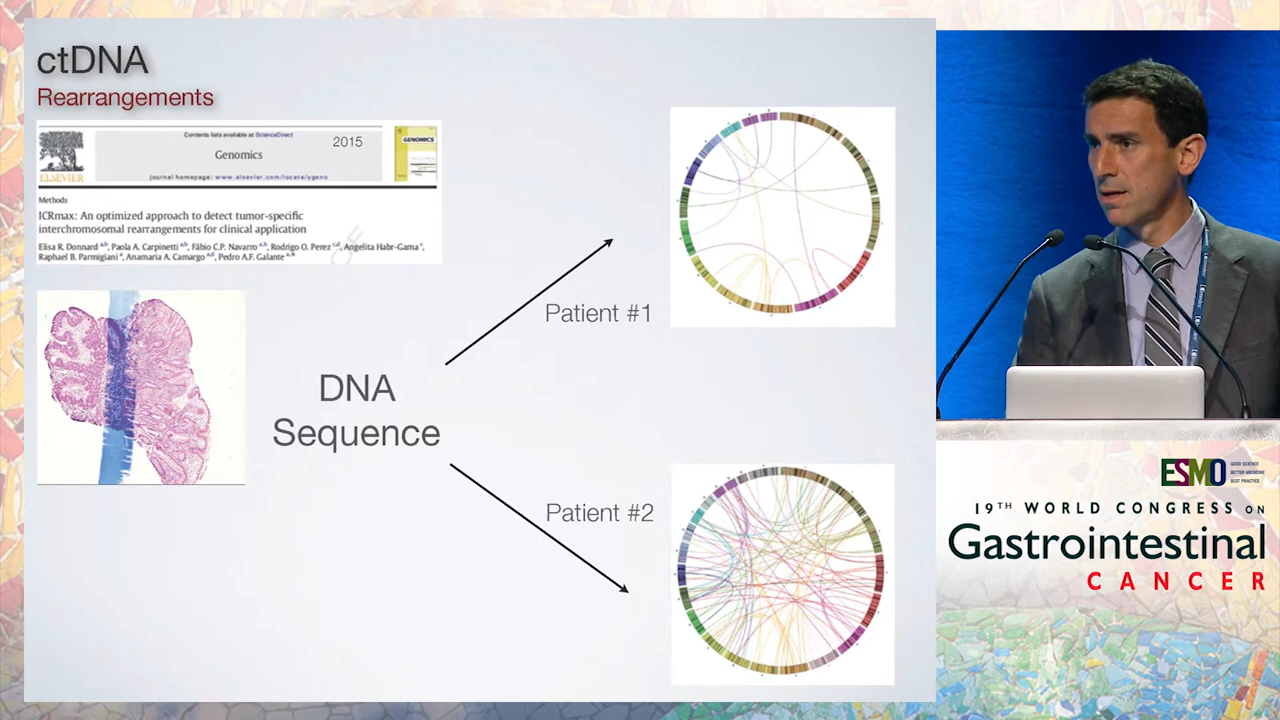 ctDNA
Rearrangements
Contents lists available at ScienceDirect
2015
Genomics
journal homepage: www.elsevier.com/locate/ygeno
ELSEVIER
GENOMICS
Methods
ICRmax: An optimized approach to detect tumor-specific
interchromosomal rearrangements for clinical application
Elisa R. Donnard a,b, Paola A. Carpinetti a,b, Fábio C.P. Navarro a,b, Rodrigo O. Perez c,d, Angelita Habr-Gama c,
Raphael B. Parmigiani a, Anamaria A. Camargo a,d, Pedro A.F. Galante a,*
Patient #1
DNA
Sequence
Patient #2
ESMO
GOOD SCIENCE
BETTER MEDICINE
BEST PRACTICE
19TH WORLD CONGRESS ON
Gastrointestinal
CANCER